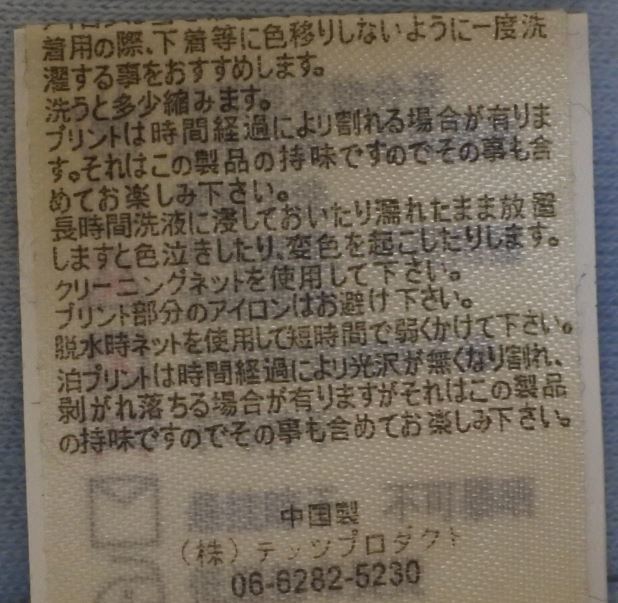 着用の際、下着等に色移りしないように一度洗
濯する事をおすすめします。
洗うと多少縮みます。
プリントは時間経過により割れる場合が有りま
す。それはこの製品の持味ですのでその事も含
めてお楽しみ下さい。
長時間洗液に浸しておいたり濡れたまま放置
しますと色泣きしたり、変色を起こしたりします。
クリーニングネットを使用して下さい。
プリント部分のアイロンはお避け下さい。
脱水時ネットを使用して短時間で弱くかけて下さい。
泊プリントは時間経過により光沢が無くなり割れ、
剥がれ落ちる場合が有りますがそれはこの製品
の持味ですのでその事も含めてお楽しみ下さい。
中国製
（株）テッツプロダクト
06-6282-5230